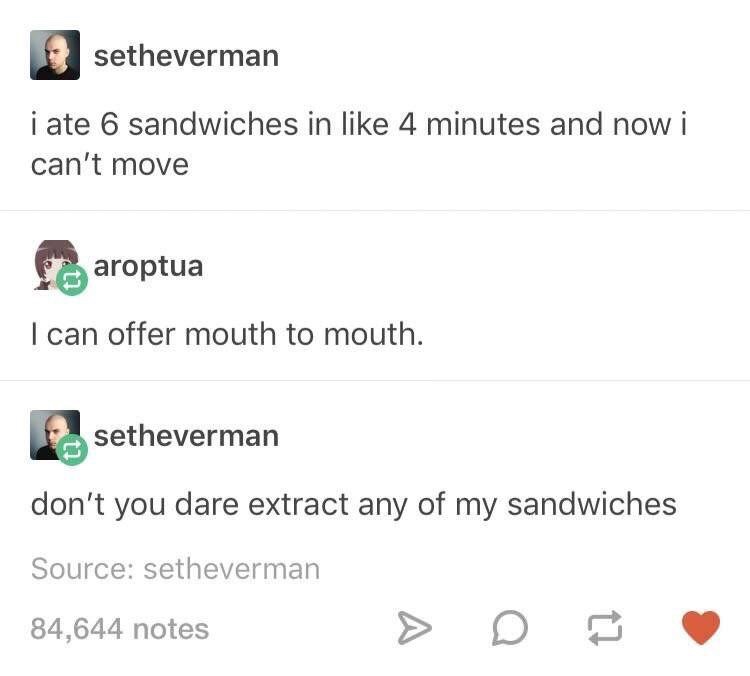 setheverman
i ate 6 sandwiches in like 4 minutes and now i
can't move
aroptua
I can offer mouth to mouth.
setheverman
don't you dare extract any of my sandwiches
Source: setheverman
84,644 notes